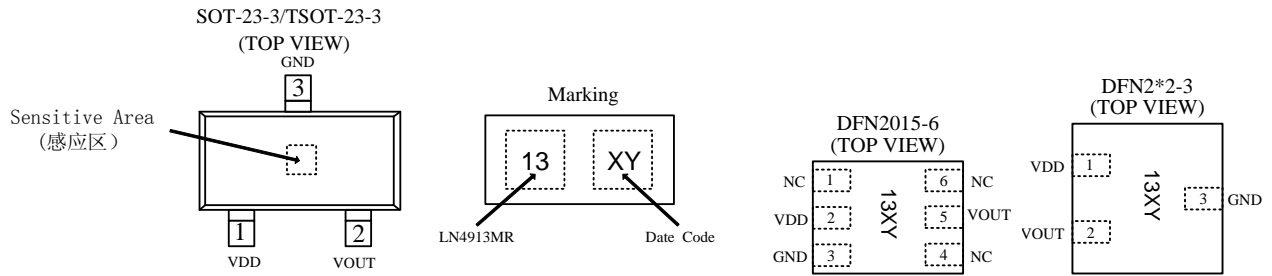 SOT-23-3/TSOT-23-3
(TOP VIEW)
GND
3
Sensitive Area
(感应区)
1
2
VDD
VOUT
Marking
13
XY
LN4913MR
Date Code
DFN2015-6
(TOP VIEW)
NC 1 6 NC
VDD 2 5 VOUT
GND 3 4 NC
13XY
DFN2*2-3
(TOP VIEW)
VDD 1
3 GND
VOUT 2
13XY